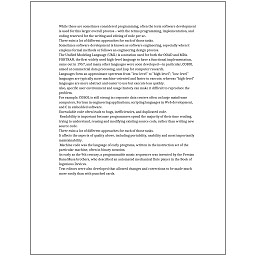 While these are sometimes considered programming, often the term software development
is used for this larger overall process – with the terms programming, implementation, and
coding reserved for the writing and editing of code per se.
There exist a lot of different approaches for each of those tasks.
Sometimes software development is known as software engineering, especially when it
employs formal methods or follows an engineering design process.
The Unified Modeling Language (UML) is a notation used for both the OOAD and MDA.
FORTRAN, the first widely used high-level language to have a functional implementation,
came out in 1957, and many other languages were soon developed—in particular, COBOL
aimed at commercial data processing, and Lisp for computer research.
Languages form an approximate spectrum from "low-level" to "high-level"; "low-level"
languages are typically more machine-oriented and faster to execute, whereas "high-level"
languages are more abstract and easier to use but execute less quickly.
Also, specific user environment and usage history can make it difficult to reproduce the
problem.
For example, COBOL is still strong in corporate data centers often on large mainframe
computers, Fortran in engineering applications, scripting languages in Web development,
and C in embedded software.
Unreadable code often leads to bugs, inefficiencies, and duplicated code.
Readability is important because programmers spend the majority of their time reading,
trying to understand, reusing and modifying existing source code, rather than writing new
source code.
There exist a lot of different approaches for each of those tasks.
It affects the aspects of quality above, including portability, usability and most importantly
maintainability.
Machine code was the language of early programs, written in the instruction set of the
particular machine, often in binary notation.
As early as the 9th century, a programmable music sequencer was invented by the Persian
Banu Musa brothers, who described an automated mechanical flute player in the Book of
Ingenious Devices.
Text editors were also developed that allowed changes and corrections to be made much
more easily than with punched cards.